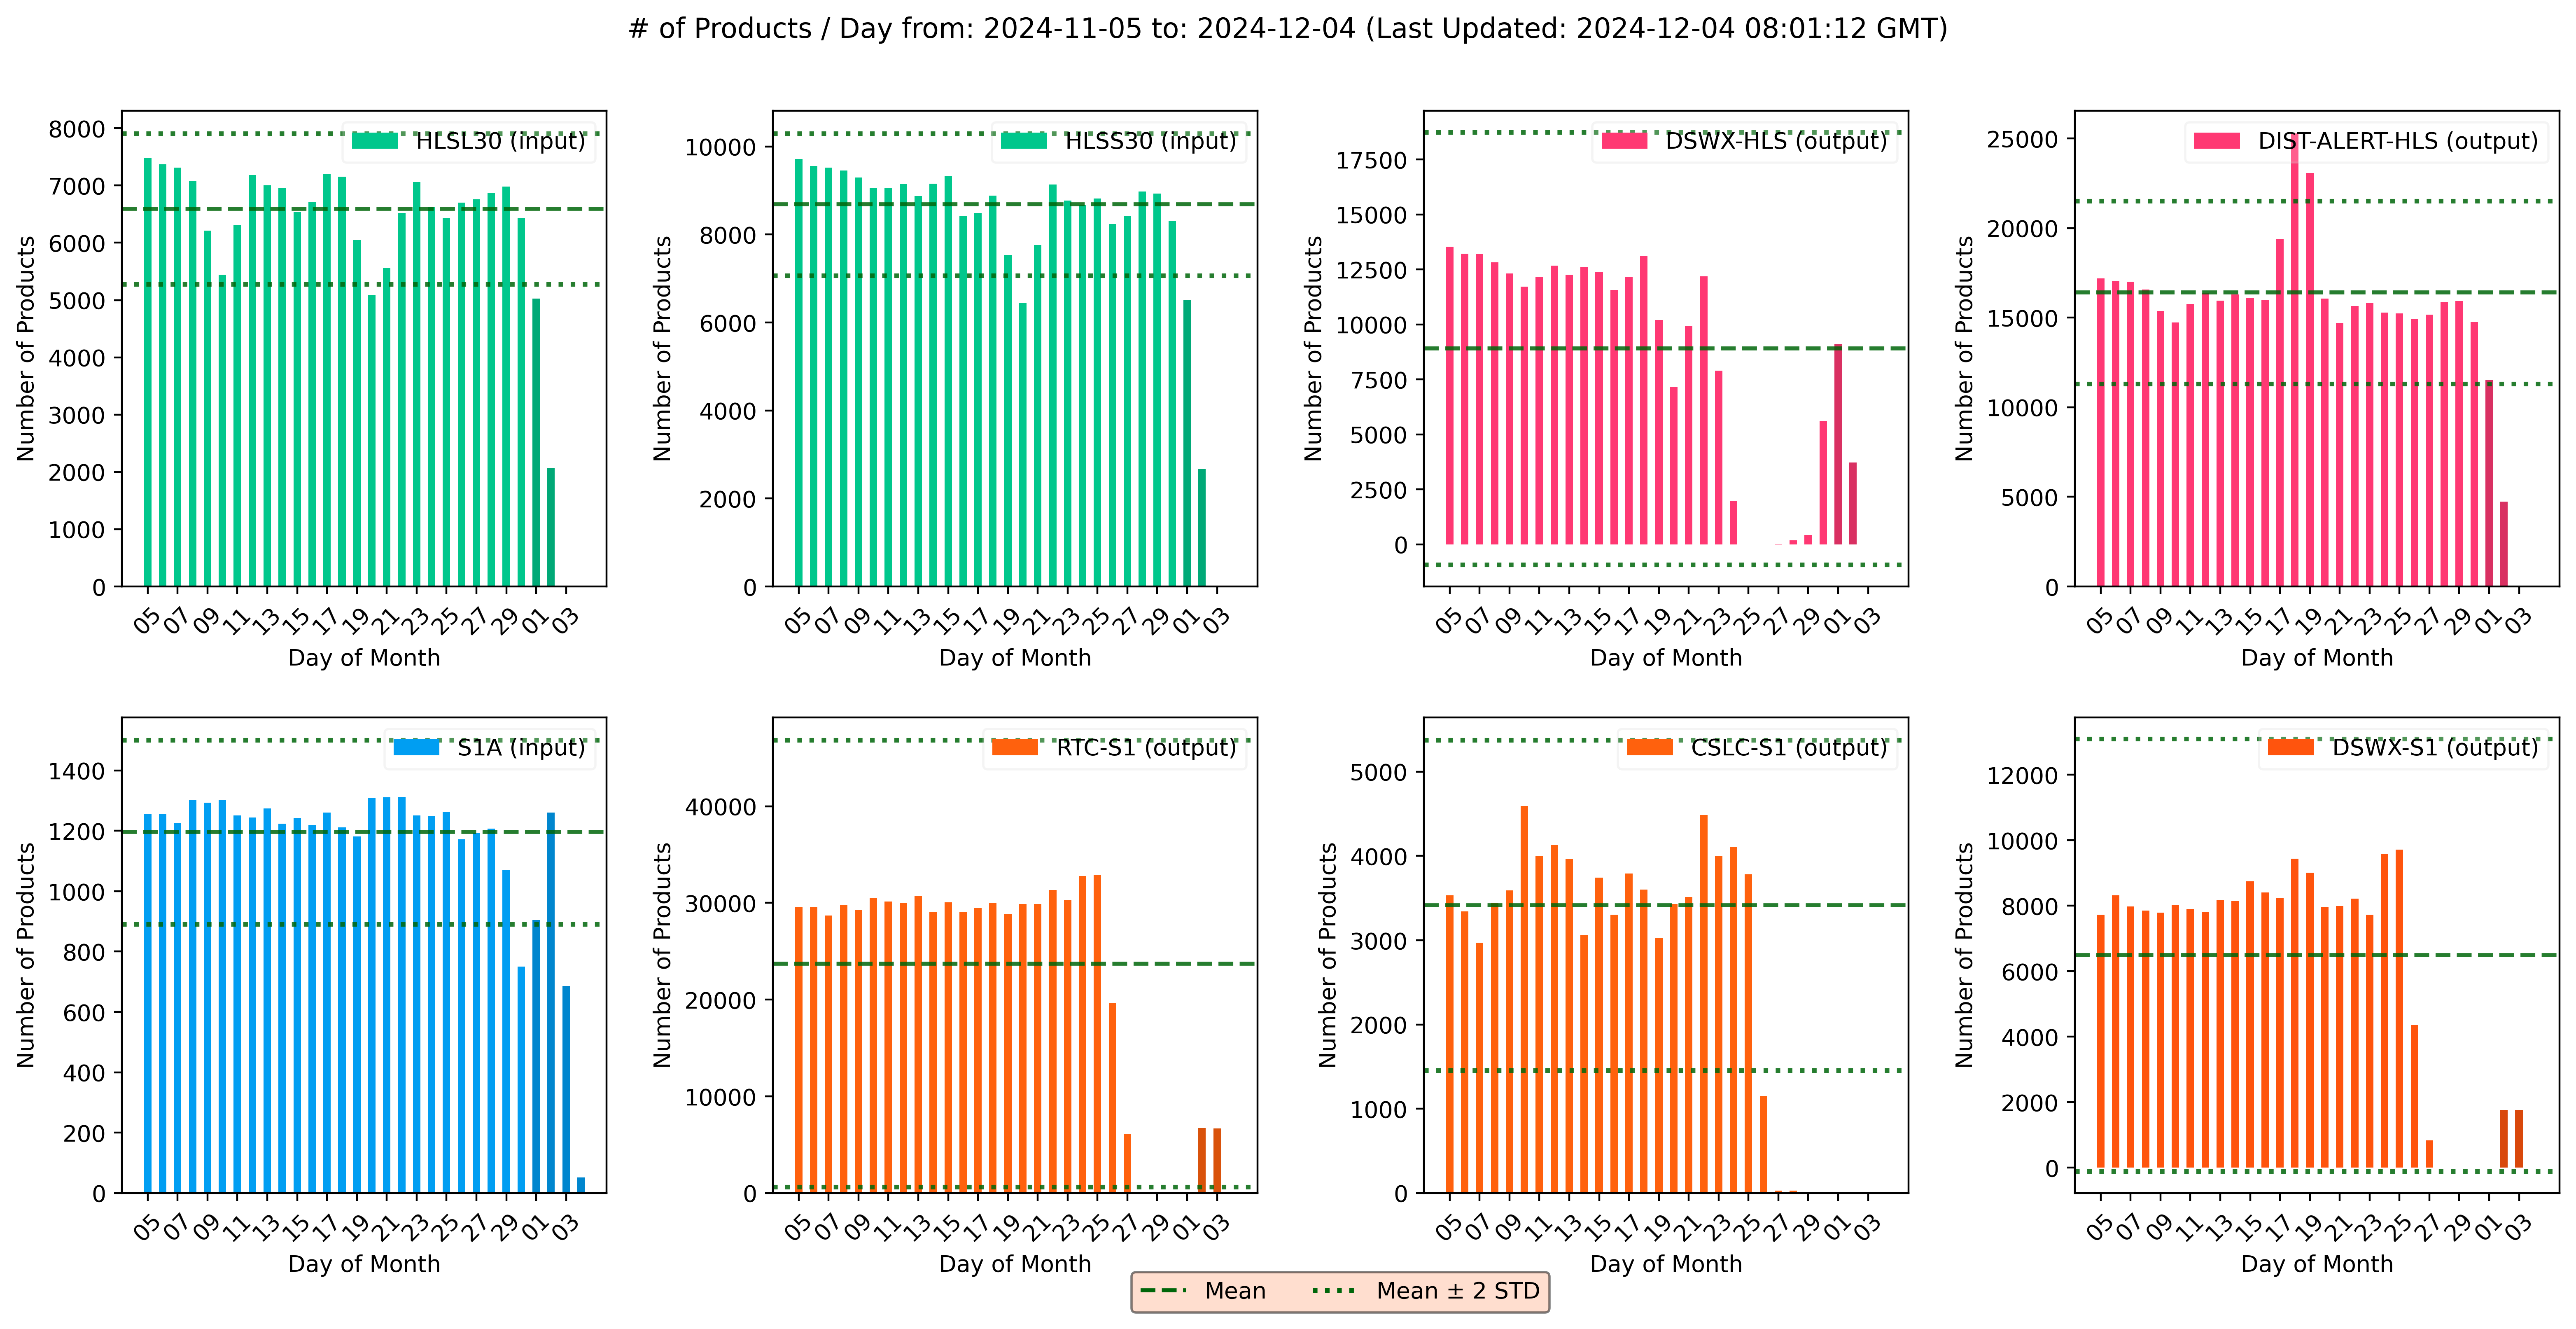 # of Products / Day from: 2024-11-05 to: 2024-12-04 (Last Updated: 2024-12-04 08:01:12 GMT)
HLSL30 (input)
Number of Products
8000
7000
6000
5000
4000
3000
2000
1000
0
05 07 09 11 13 15 17 19 21 23 25 27 29 01 03
Day of Month
HLSS30 (input)
Number of Products
10000
8000
6000
4000
2000
0
05 07 09 11 13 15 17 19 21 23 25 27 29 01 03
Day of Month
DSWX-HLS (output)
Number of Products
17500
15000
12500
10000
7500
5000
2500
0
05 07 09 11 13 15 17 19 21 23 25 27 29 01 03
Day of Month
DIST-ALERT-HLS (output)
Number of Products
25000
20000
15000
10000
5000
0
05 07 09 11 13 15 17 19 21 23 25 27 29 01 03
Day of Month
S1A (input)
Number of Products
1400
1200
1000
800
600
400
200
0
05 07 09 11 13 15 17 19 21 23 25 27 29 01 03
Day of Month
RTC-S1 (output)
Number of Products
40000
30000
20000
10000
0
05 07 09 11 13 15 17 19 21 23 25 27 29 01 03
Day of Month
CSLC-S1 (output)
Number of Products
5000
4000
3000
2000
1000
0
05 07 09 11 13 15 17 19 21 23 25 27 29 01 03
Day of Month
DSWX-S1 (output)
Number of Products
12000
10000
8000
6000
4000
2000
0
05 07 09 11 13 15 17 19 21 23 25 27 29 01 03
Day of Month
Mean Mean ± 2 STD